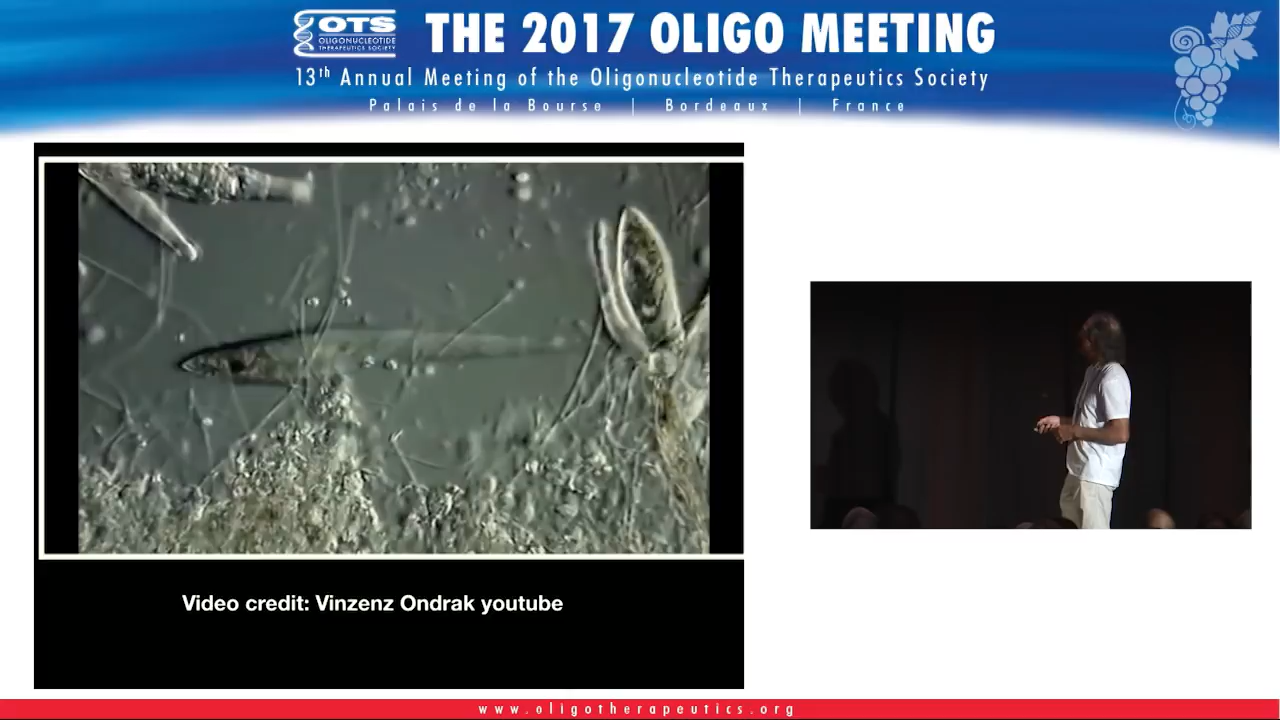 OTS
OLIGONUCLEOTIDE
THERAPEUTICS SOCIETY
THE 2017 OLIGO MEETING
13th Annual Meeting of the Oligonucleotide Therapeutics Society
Palais de la Bourse | Bordeaux | France
Video credit: Vinzenz Ondrak youtube
www.oligotherapeutics.org